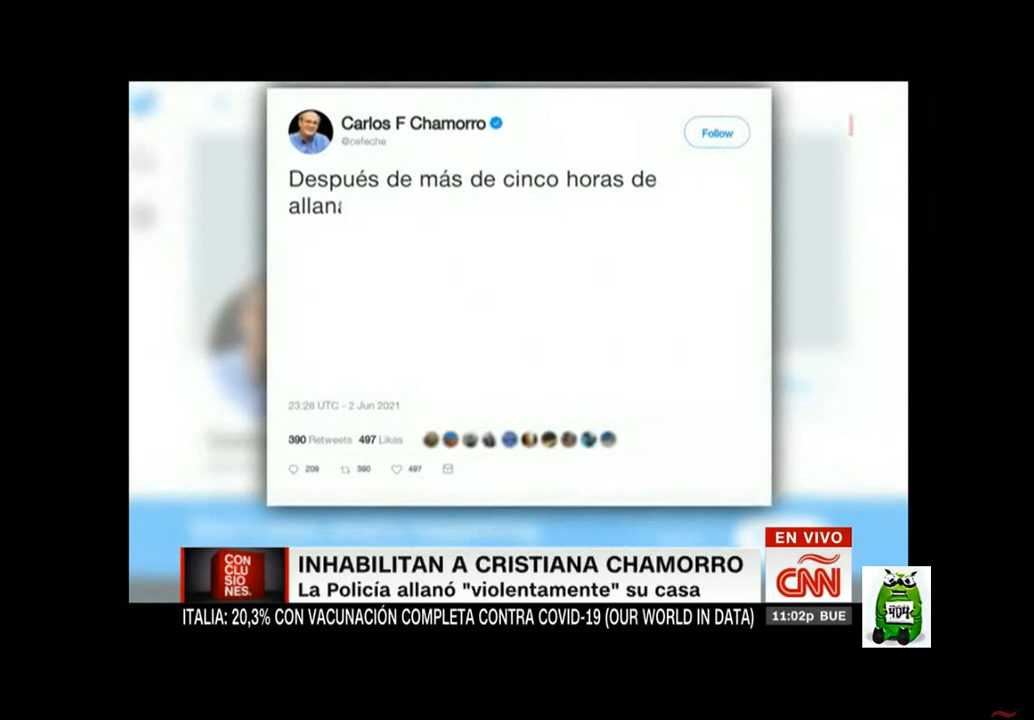 Carlos F Chamorro
@cefeche
Follow
Después de más de cinco horas de
allana
23:28 UTC - 2 Jun 2021
390 Retweets 497 Likes
209 390 497
EN VIVO
CON
CLU
SIO
NES.
INHABILITAN A CRISTIANA CHAMORRO
La Policía allanó "violentamente" su casa
CNN
ITALIA: 20,3% CON VACUNACIÓN COMPLETA CONTRA COVID-19 (OUR WORLD IN DATA)
11:02p BUE
404